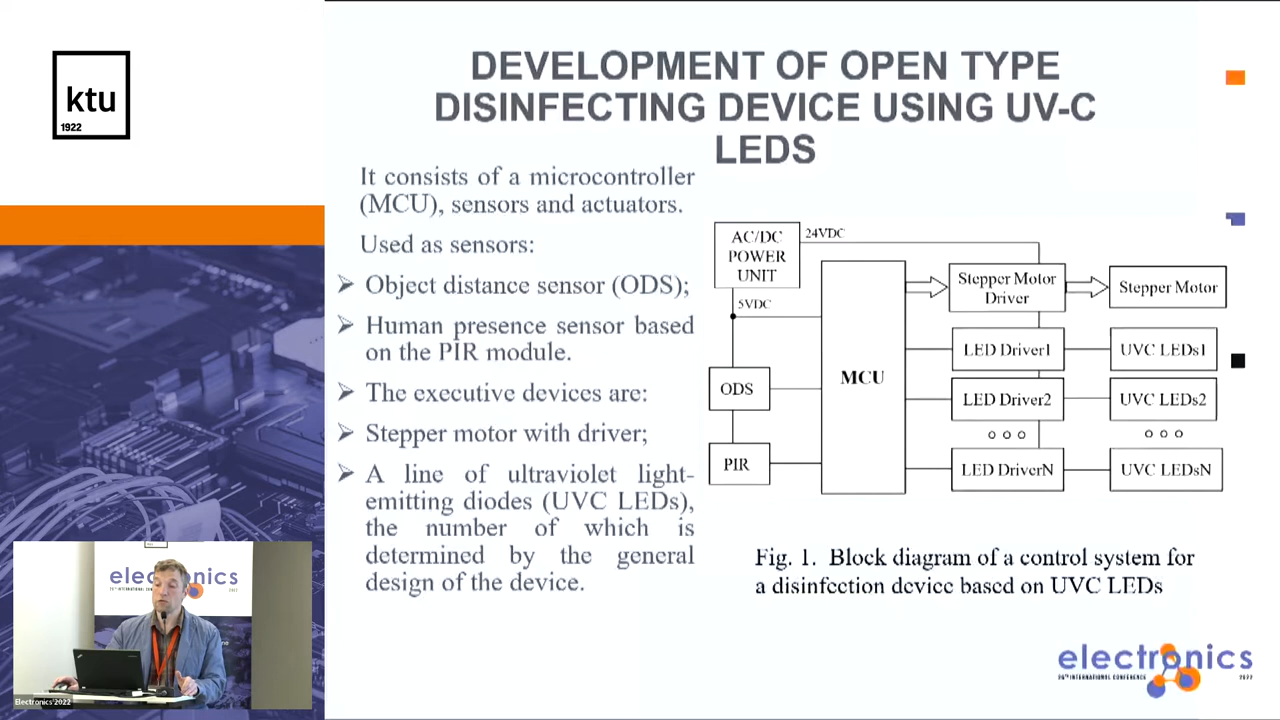 ktu
1922
DEVELOPMENT OF OPEN TYPE
DISINFECTING DEVICE USING UV-C
LEDS
It consists of a microcontroller
(MCU), sensors and actuators.
Used as sensors:
➢ Object distance sensor (ODS);
➢ Human presence sensor based
on the PIR module.
➢ The executive devices are:
➢ Stepper motor with driver;
➢ A line of ultraviolet light-
emitting diodes (UVC LEDs),
the number of which is
determined by the general
design of the device.
AC/DC
POWER
UNIT
24VDC
5VDC
MCU
ODS
PIR
Stepper Motor
Driver
Stepper Motor
LED Driver1
UVC LEDs1
LED Driver2
UVC LEDs2
LED DriverN
UVC LEDsN
Fig. 1. Block diagram of a control system for
a disinfection device based on UVC LEDs
electronics
26TH INTERNATIONAL CONFERENCE 2022
electronics
Electronics'2022